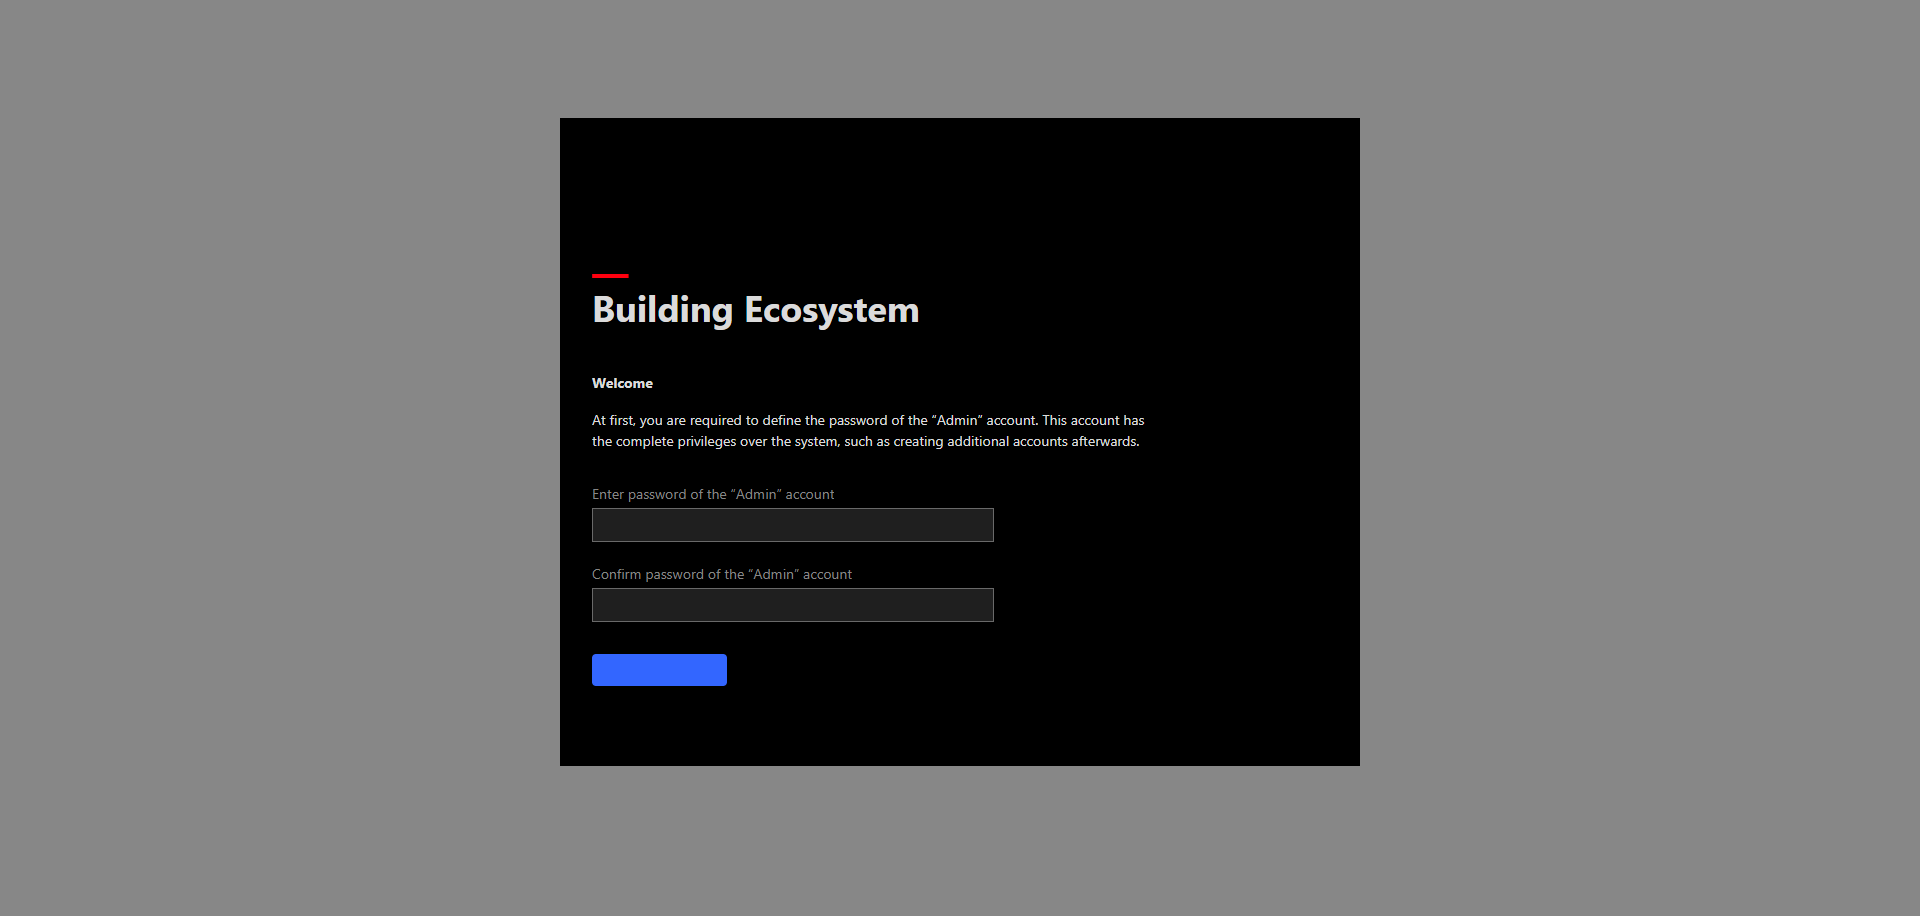 Building Ecosystem
Welcome
At first, you are required to define the password of the “Admin” account. This account has
the complete privileges over the system, such as creating additional accounts afterwards.
Enter password of the “Admin” account
Confirm password of the “Admin” account